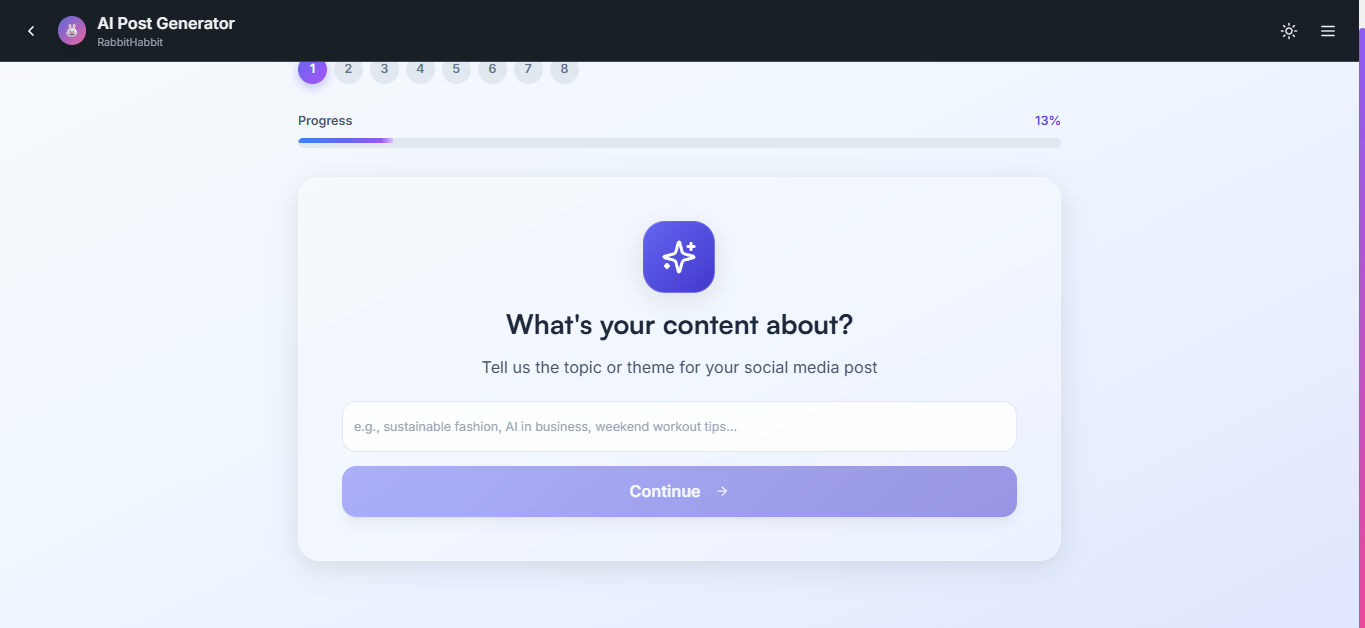 AI Post Generator
RabbitHabbit
1 2 3 4 5 6 7 8
Progress 13%
What's your content about?
Tell us the topic or theme for your social media post
e.g., sustainable fashion, AI in business, weekend workout tips...
Continue